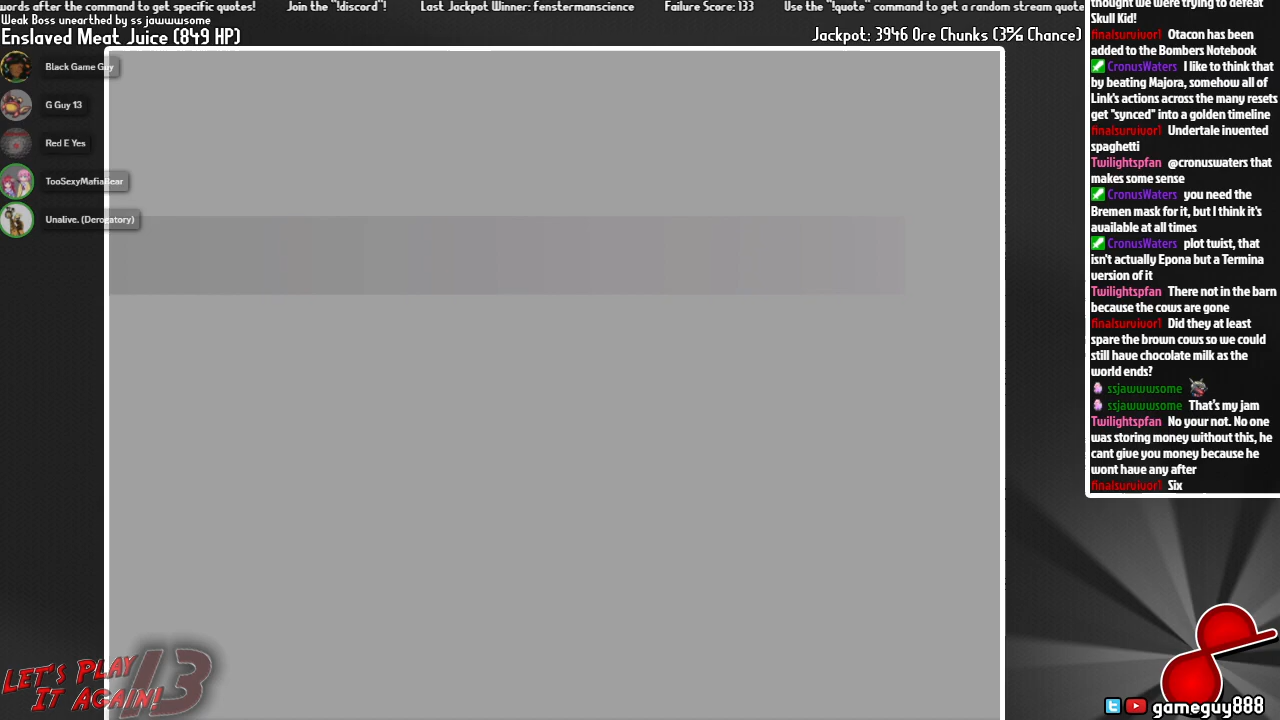 words after the command to get specific quotes! Join the "!discord"! Last Jackpot Winner: fenstermanscience Failure Score: 133 Use the "!quote" command to get a random stream quote
Weak Boss unearthed by ss jawwwsome
Enslaved Meat Juice (849 HP)
Jackpot: 3946 Ore Chunks (3% Chance)
Black Game Guy
G Guy 13
Red E Yes
TooSexyMafiaBear
Unalive. (Derogatory)
thought we were trying to defeat
Skull Kid!
finalsurvivor1 Otacon has been
added to the Bombers Notebook
CronusWaters I like to think that
by beating Majora, somehow all of
Link's actions across the many resets
get "synced" into a golden timeline
finalsurvivor1 Undertale invented
spaghetti
Twilightspfan @cronuswaters that
makes some sense
CronusWaters you need the
Bremen mask for it, but I think it's
available at all times
CronusWaters plot twist, that
isn't actually Epona but a Termina
version of it
Twilightspfan There not in the barn
because the cows are gone
finalsurvivor1 Did they at least
spare the brown cows so we could
still have chocolate milk as the
world ends?
ssjawwwsome
ssjawwwsome That's my jam
Twilightspfan No your not. No one
was storing money without this, he
cant give you money because he
wont have any after
finalsurvivor1 Six
LET'S PLAY
IT AGAIN!
13
gameguy888